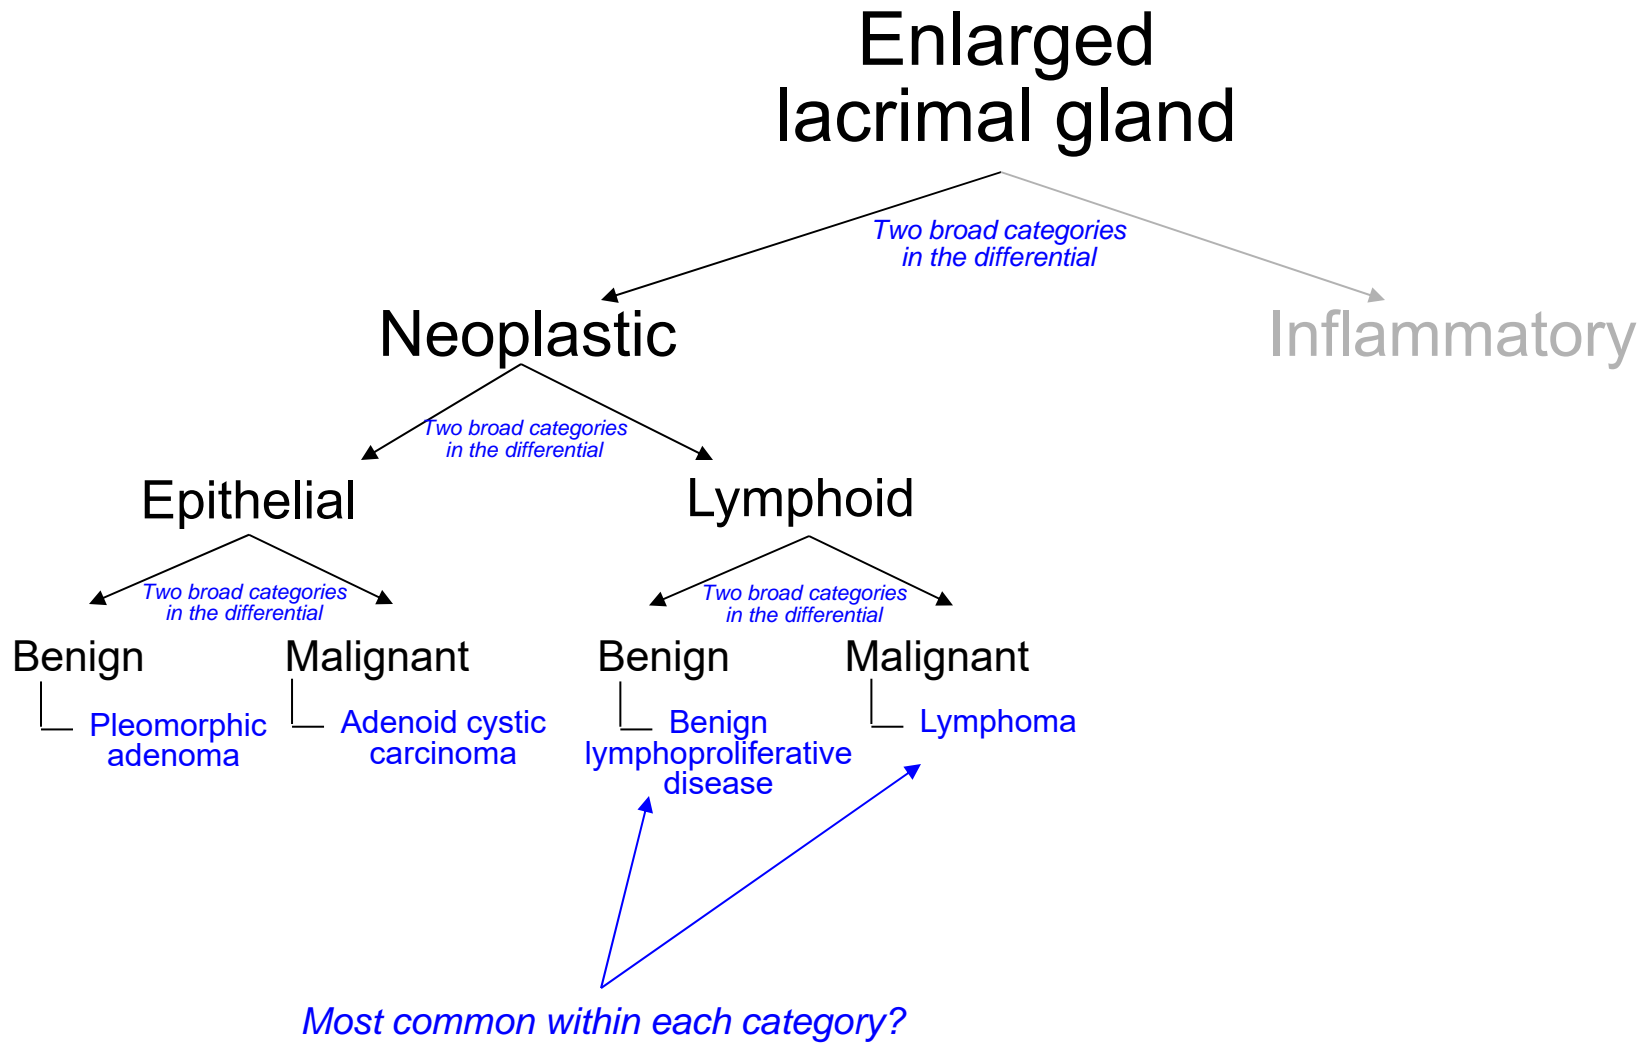 Enlarged
lacrimal gland
Two broad categories
in the differential
Neoplastic
Inflammatory
Two broad categories
in the differential
Epithelial
Lymphoid
Two broad categories
in the differential
Two broad categories
in the differential
Benign
Malignant
Benign
Malignant
Pleomorphic
adenoma
Adenoid cystic
carcinoma
Benign
lymphoproliferative
disease
Lymphoma
Most common within each category?